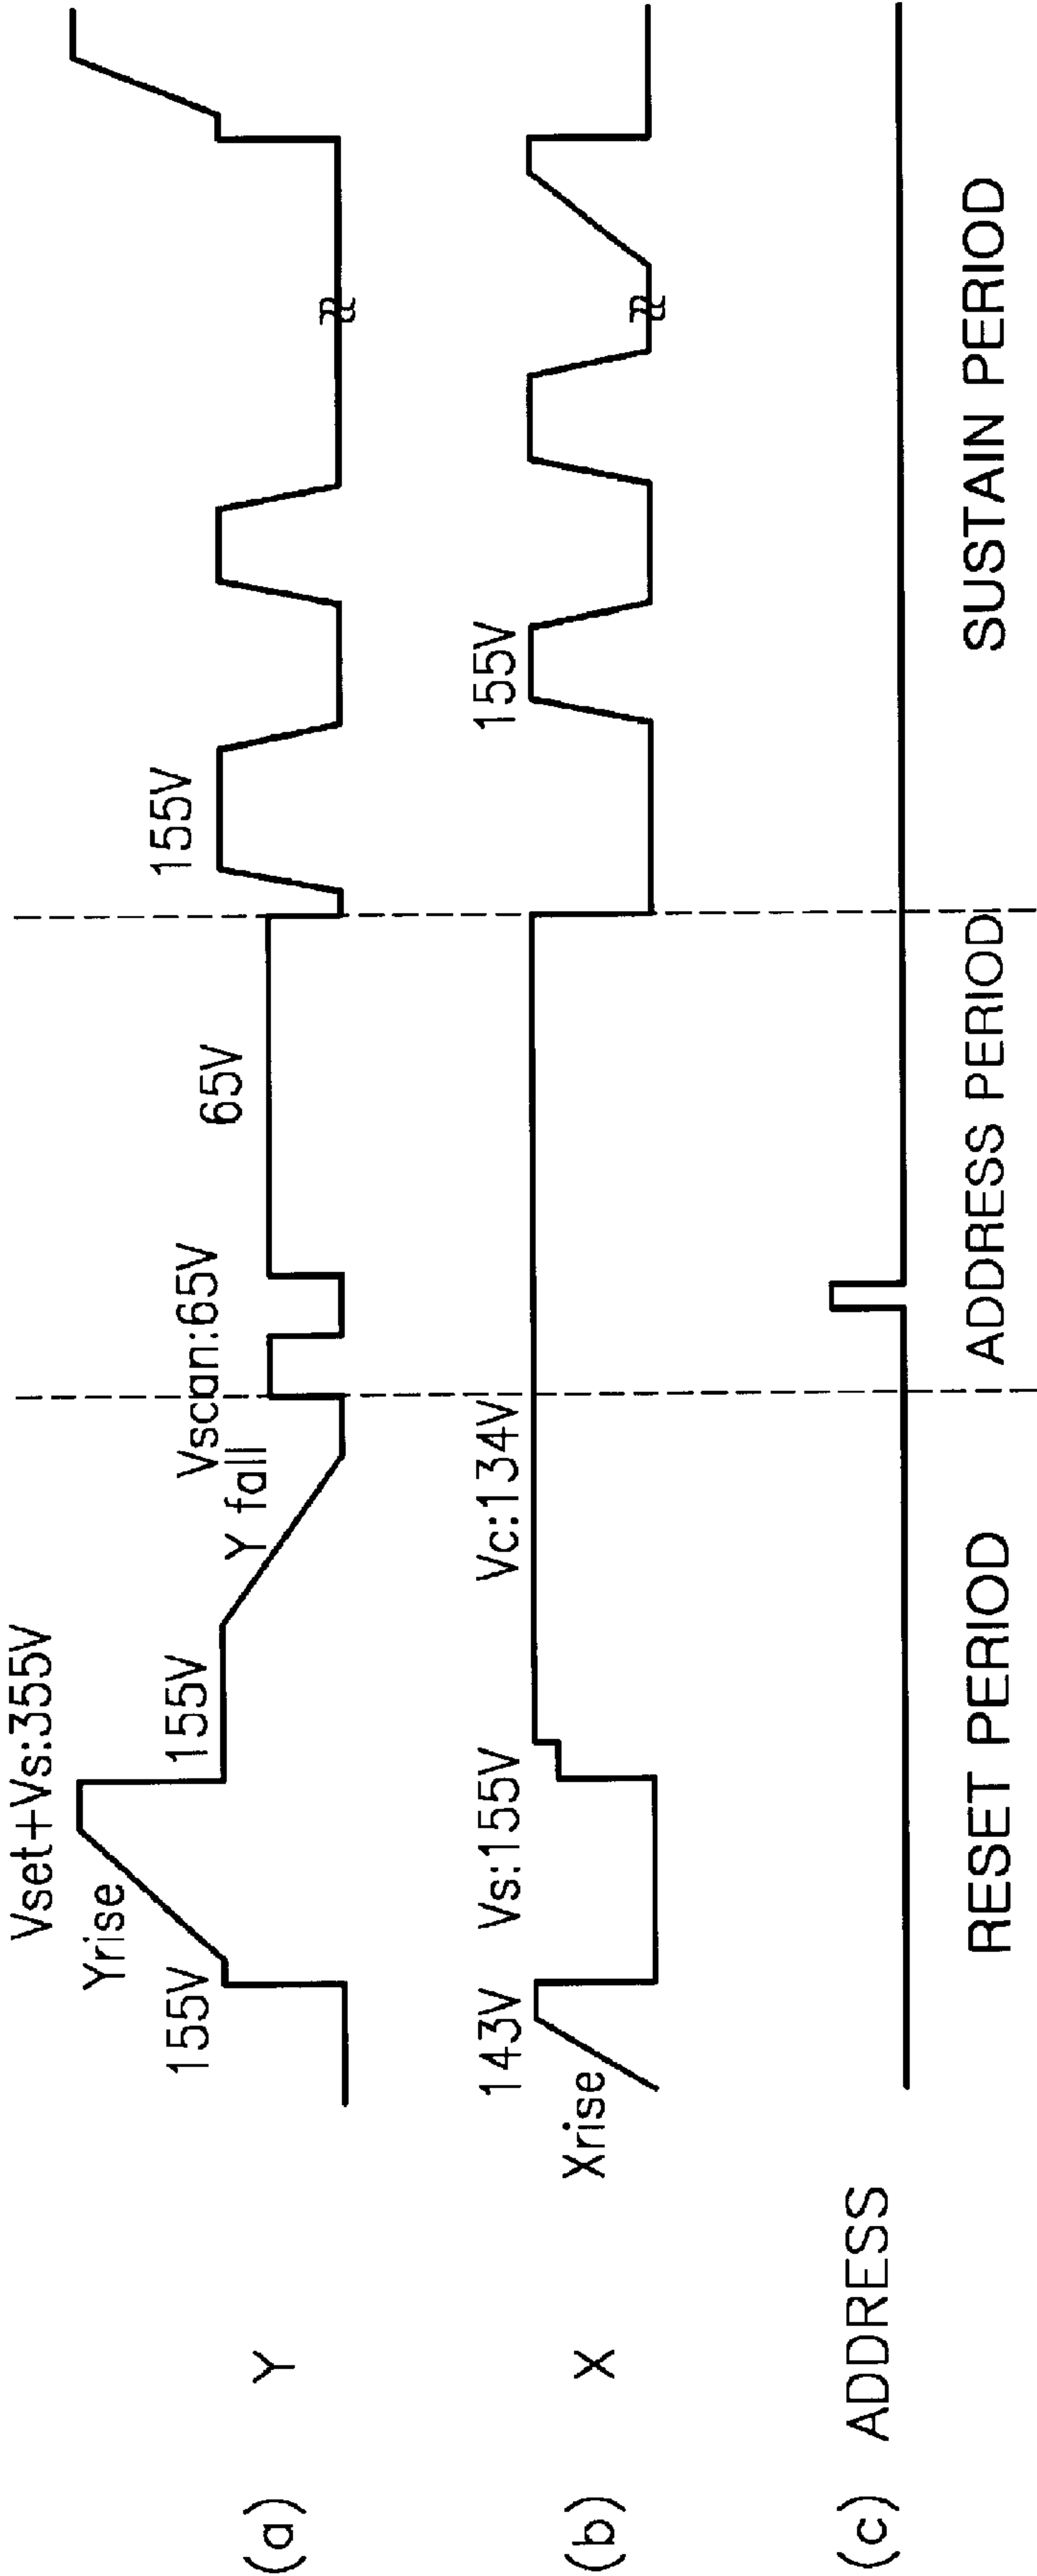 (a) Y
155V
Yrise
Vset+Vs:355V
155V
Y fall
Vscan:65V
65V
155V
(b) X
Xrise
143V
Vs:155V
Vc:134V
155V
(c) ADDRESS
RESET PERIOD
ADDRESS PERIOD
SUSTAIN PERIOD